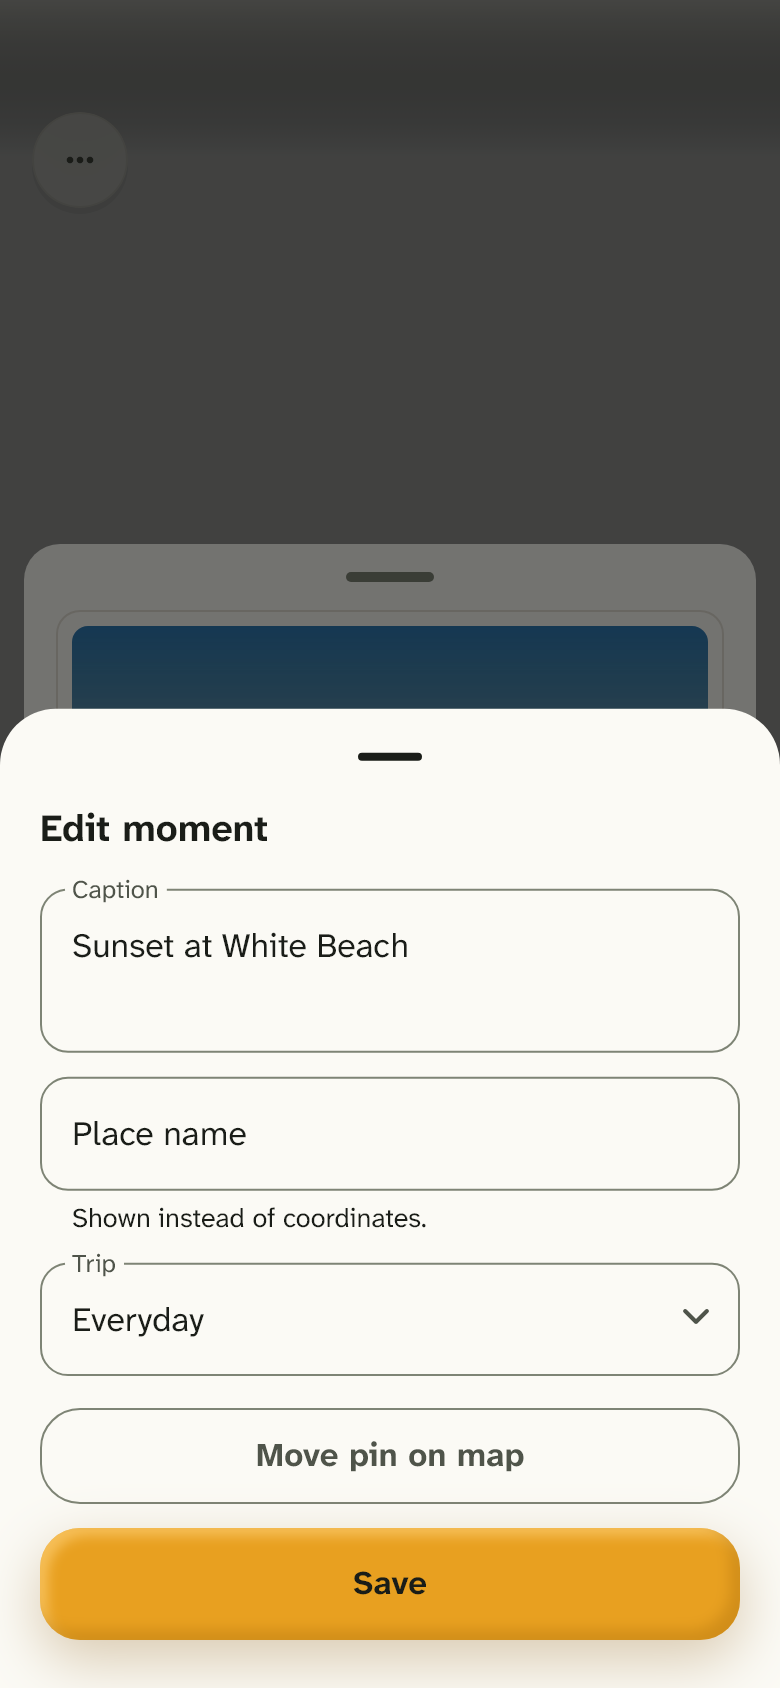 Edit moment
Caption
Sunset at White Beach
Place name
Shown instead of coordinates.
Trip
Everyday
Move pin on map
Save